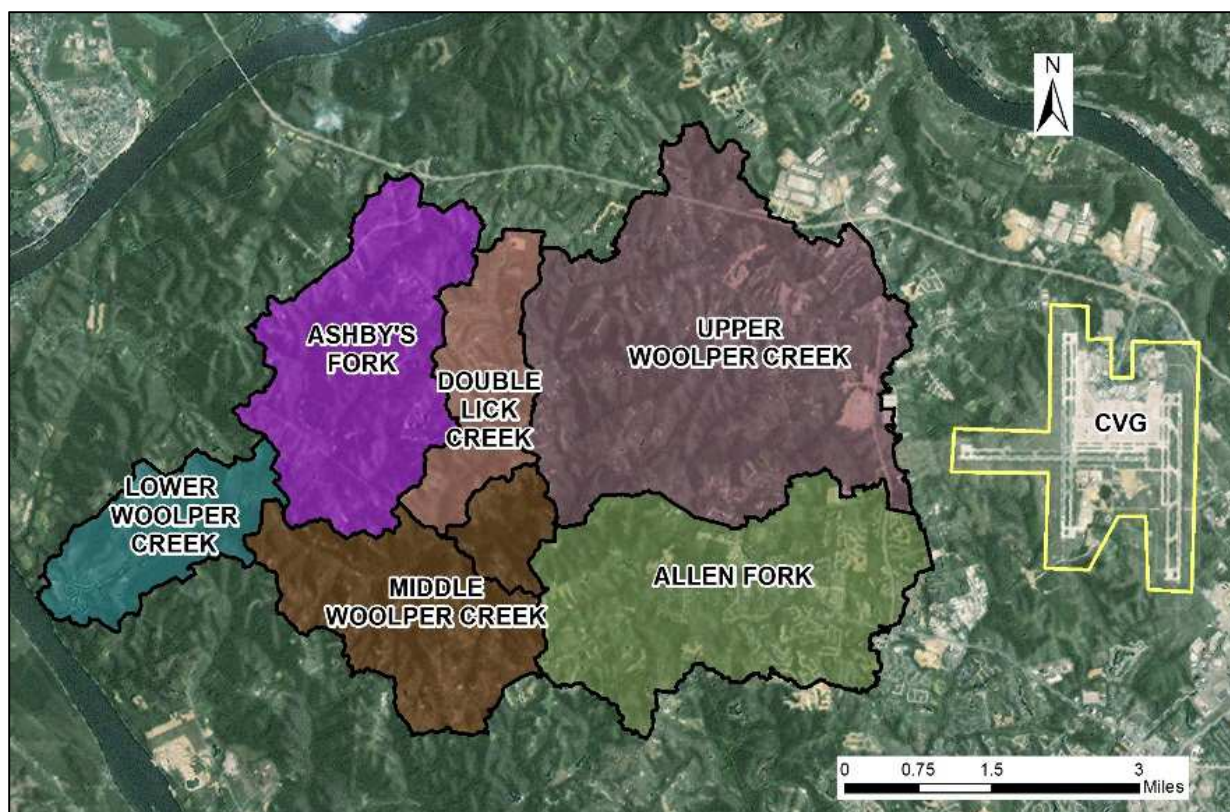 N
UPPER
WOOLPER CREEK
ASHBY'S
FORK
DOUBLE
LICK
CREEK
CVG
LOWER
WOOLPER
CREEK
MIDDLE
WOOLPER CREEK
ALLEN FORK
0 0.75 1.5 3
Miles